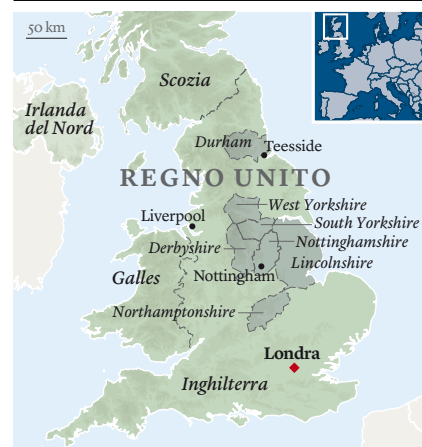 50 km
Scozia
Irlanda
del Nord
Durham
Teesside
REGNO UNITO
West Yorkshire
Liverpool
South Yorkshire
Derbyshire
Nottinghamshire
Lincolnshire
Galles
Nottingham
Northamptonshire
Londra
Inghilterra